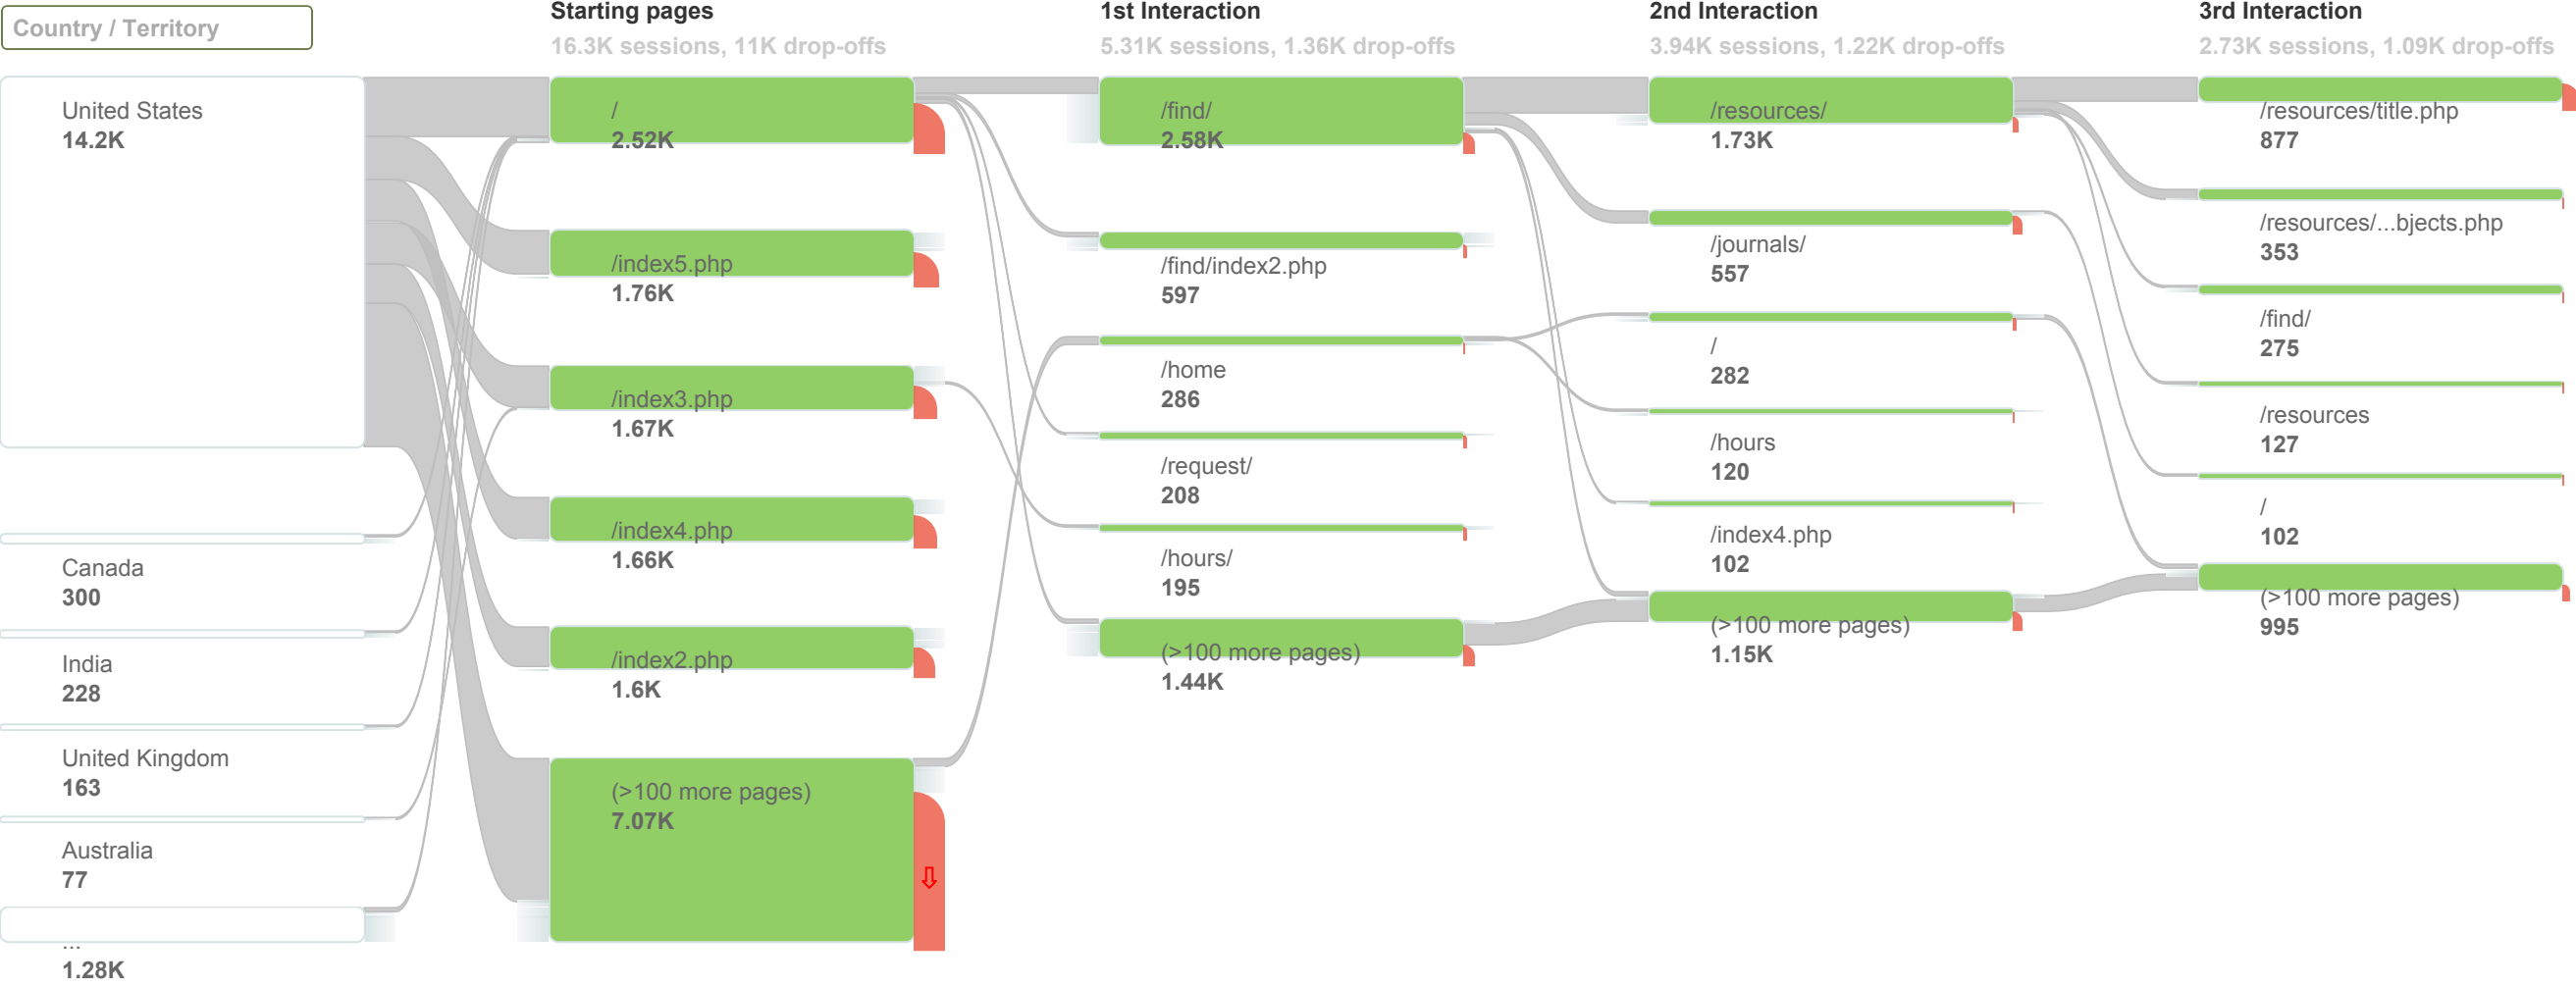 Country / Territory
Starting pages
16.3K sessions, 11K drop-offs
1st Interaction
5.31K sessions, 1.36K drop-offs
2nd Interaction
3.94K sessions, 1.22K drop-offs
3rd Interaction
2.73K sessions, 1.09K drop-offs
United States
14.2K
Canada
300
India
228
United Kingdom
163
Australia
77
...
1.28K
/
2.52K
/index5.php
1.76K
/index3.php
1.67K
/index4.php
1.66K
/index2.php
1.6K
(>100 more pages)
7.07K
/find/
2.58K
/find/index2.php
597
/home
286
/request/
208
/hours/
195
(>100 more pages)
1.44K
/resources/
1.73K
/journals/
557
/
282
/hours
120
/index4.php
102
(>100 more pages)
1.15K
/resources/title.php
877
/resources/...bjects.php
353
/find/
275
/resources
127
/
102
(>100 more pages)
995